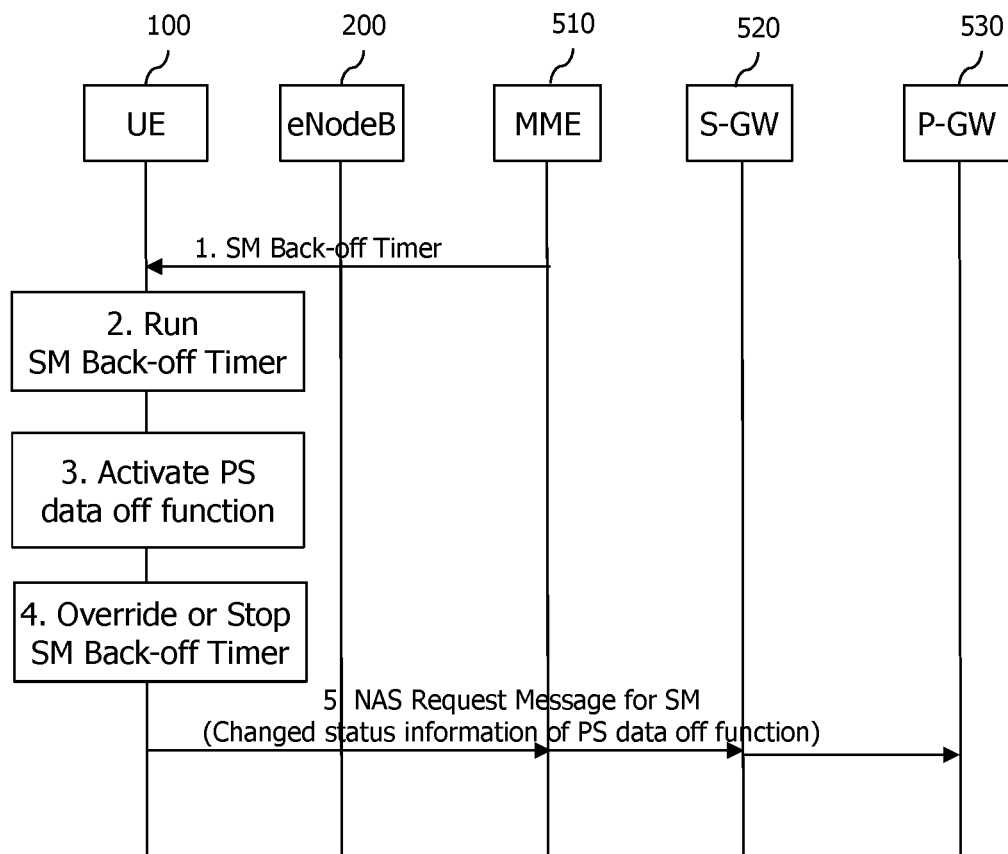 100
200
510
520
530
UE
eNodeB
MME
S-GW
P-GW
1. SM Back-off Timer
2. Run
SM Back-off Timer
3. Activate PS
data off function
4. Override or Stop
SM Back-off Timer
5. NAS Request Message for SM
(Changed status information of PS data off function)